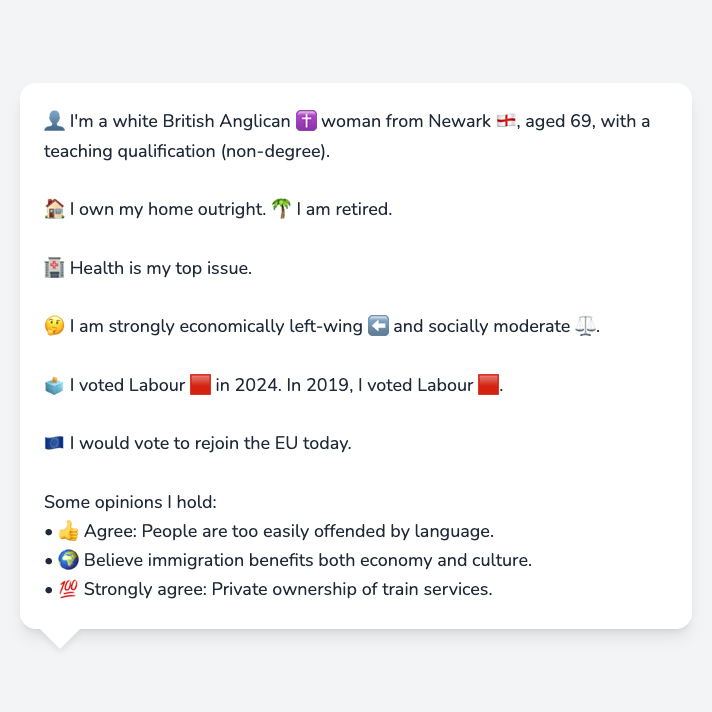 👤 I'm a white British Anglican ✝️ woman from Newark 🏴󠁧󠁢󠁥󠁮󠁧󠁿, aged 69, with a
teaching qualification (non-degree).
🏠 I own my home outright. 🌴 I am retired.
🏥 Health is my top issue.
🤔 I am strongly economically left-wing ⬅️ and socially moderate ⚖️.
🗳️ I voted Labour 🟥 in 2024. In 2019, I voted Labour 🟥.
🇪🇺 I would vote to rejoin the EU today.
Some opinions I hold:
• 👍 Agree: People are too easily offended by language.
• 🌍 Believe immigration benefits both economy and culture.
• 💯 Strongly agree: Private ownership of train services.